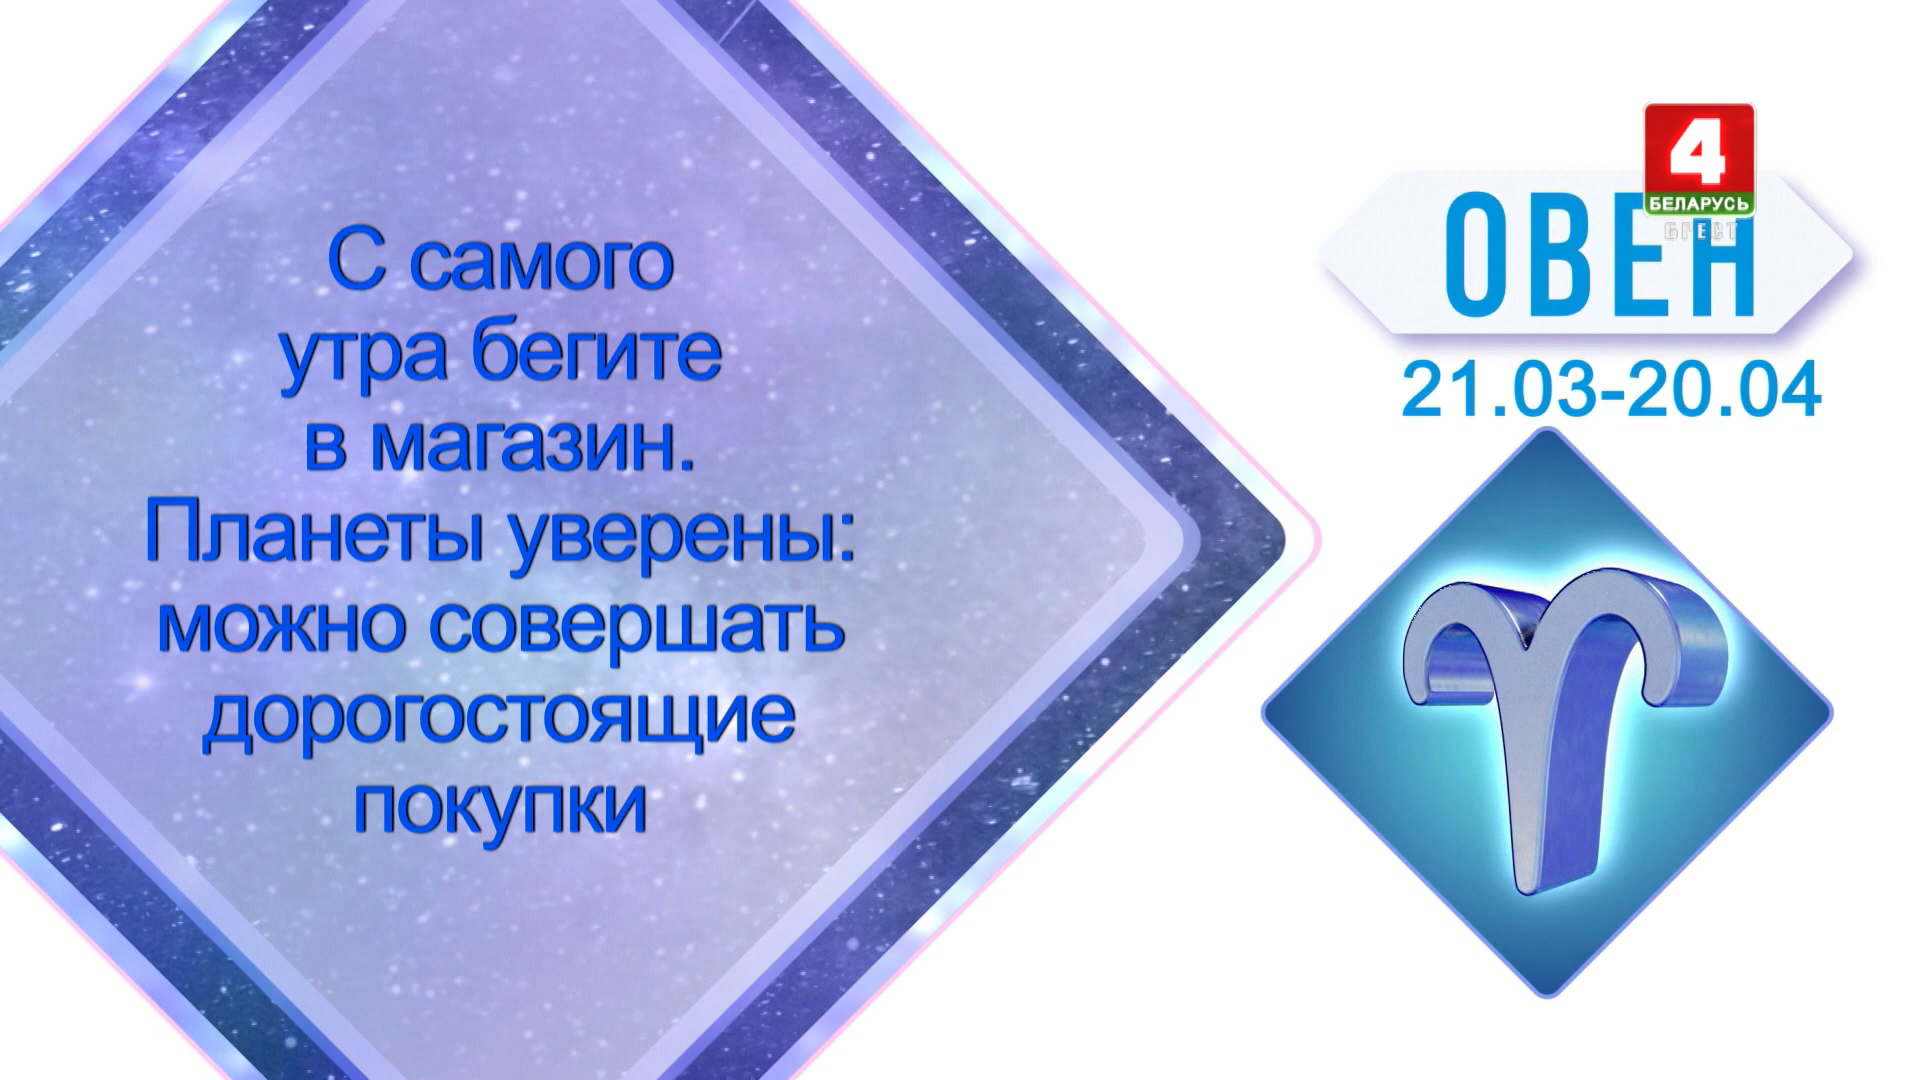 С самого
утра бегите
в магазин.
Планеты уверены:
можно совершать
дорогостоящие
покупки
4
БЕЛАРУСЬ
БРЕСТ
ОВЕН
21.03-20.04